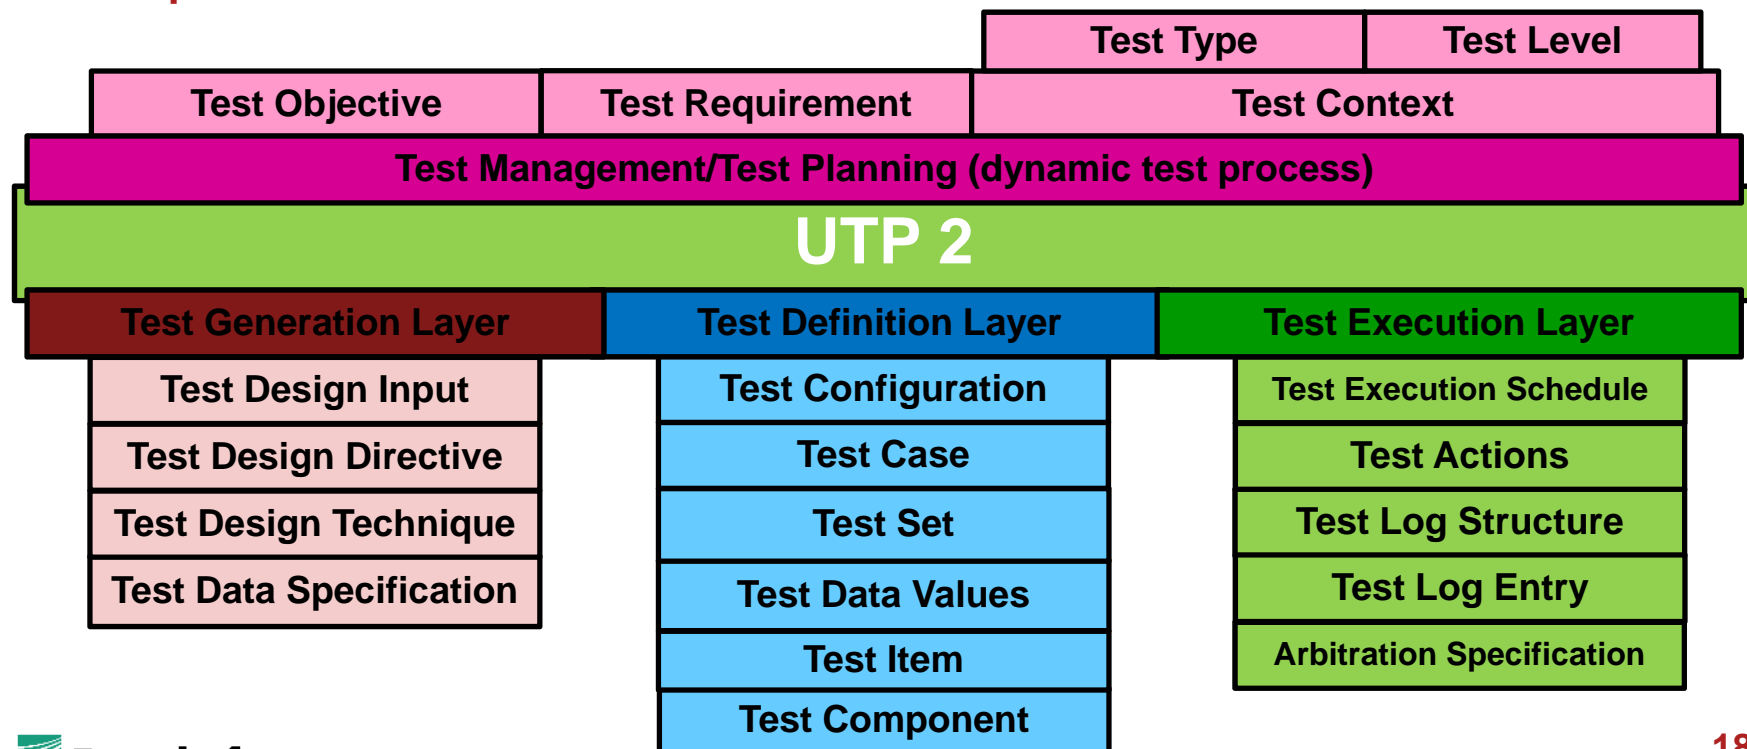 Test Type
Test Level
Test Objective
Test Requirement
Test Context
Test Management/Test Planning (dynamic test process)
UTP 2
Test Generation Layer
Test Definition Layer
Test Execution Layer
Test Design Input
Test Design Directive
Test Design Technique
Test Data Specification
Test Configuration
Test Case
Test Set
Test Data Values
Test Item
Test Component
Test Execution Schedule
Test Actions
Test Log Structure
Test Log Entry
Arbitration Specification
18